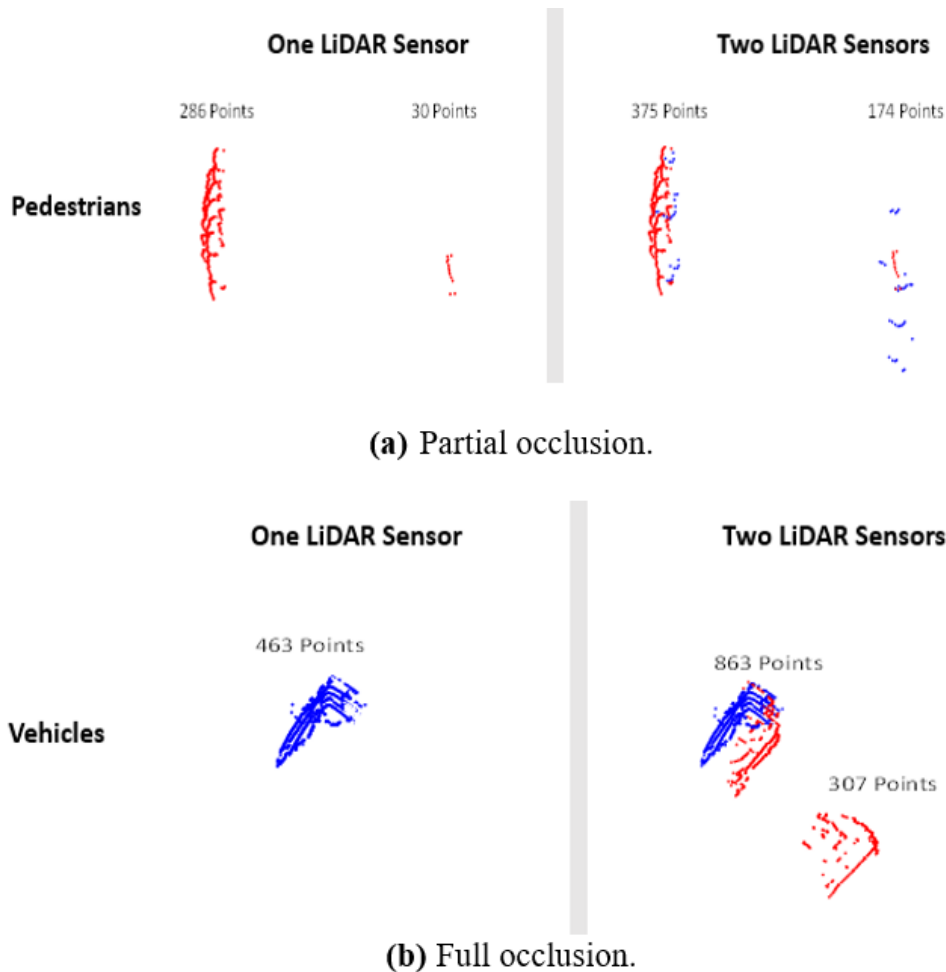 One LiDAR Sensor
Two LiDAR Sensors
286 Points
30 Points
375 Points
174 Points
Pedestrians
(a) Partial occlusion.
One LiDAR Sensor
Two LiDAR Sensors
463 Points
863 Points
Vehicles
307 Points
(b) Full occlusion.